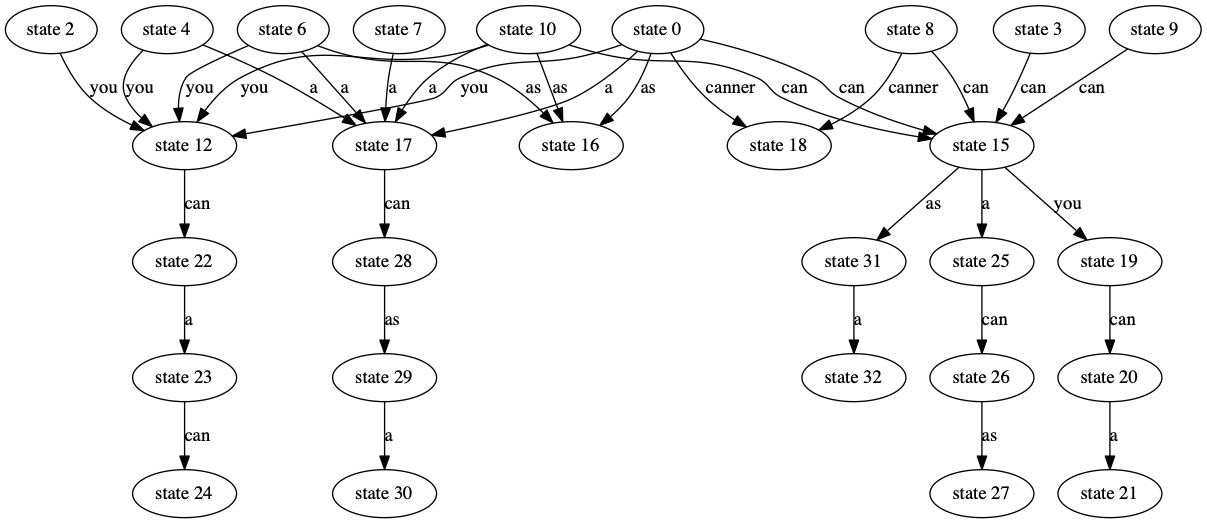 state 2 state 4 state 6 state 7 state 10 state 0 state 8 state 3 state 9
you you you you a a a a you as as a as canner can can canner can can can
state 12 state 17 state 16 state 18 state 15
can can as a you
state 22 state 28 state 31 state 25 state 19
a as a can can
state 23 state 29 state 32 state 26 state 20
can a as a
state 24 state 30 state 27 state 21